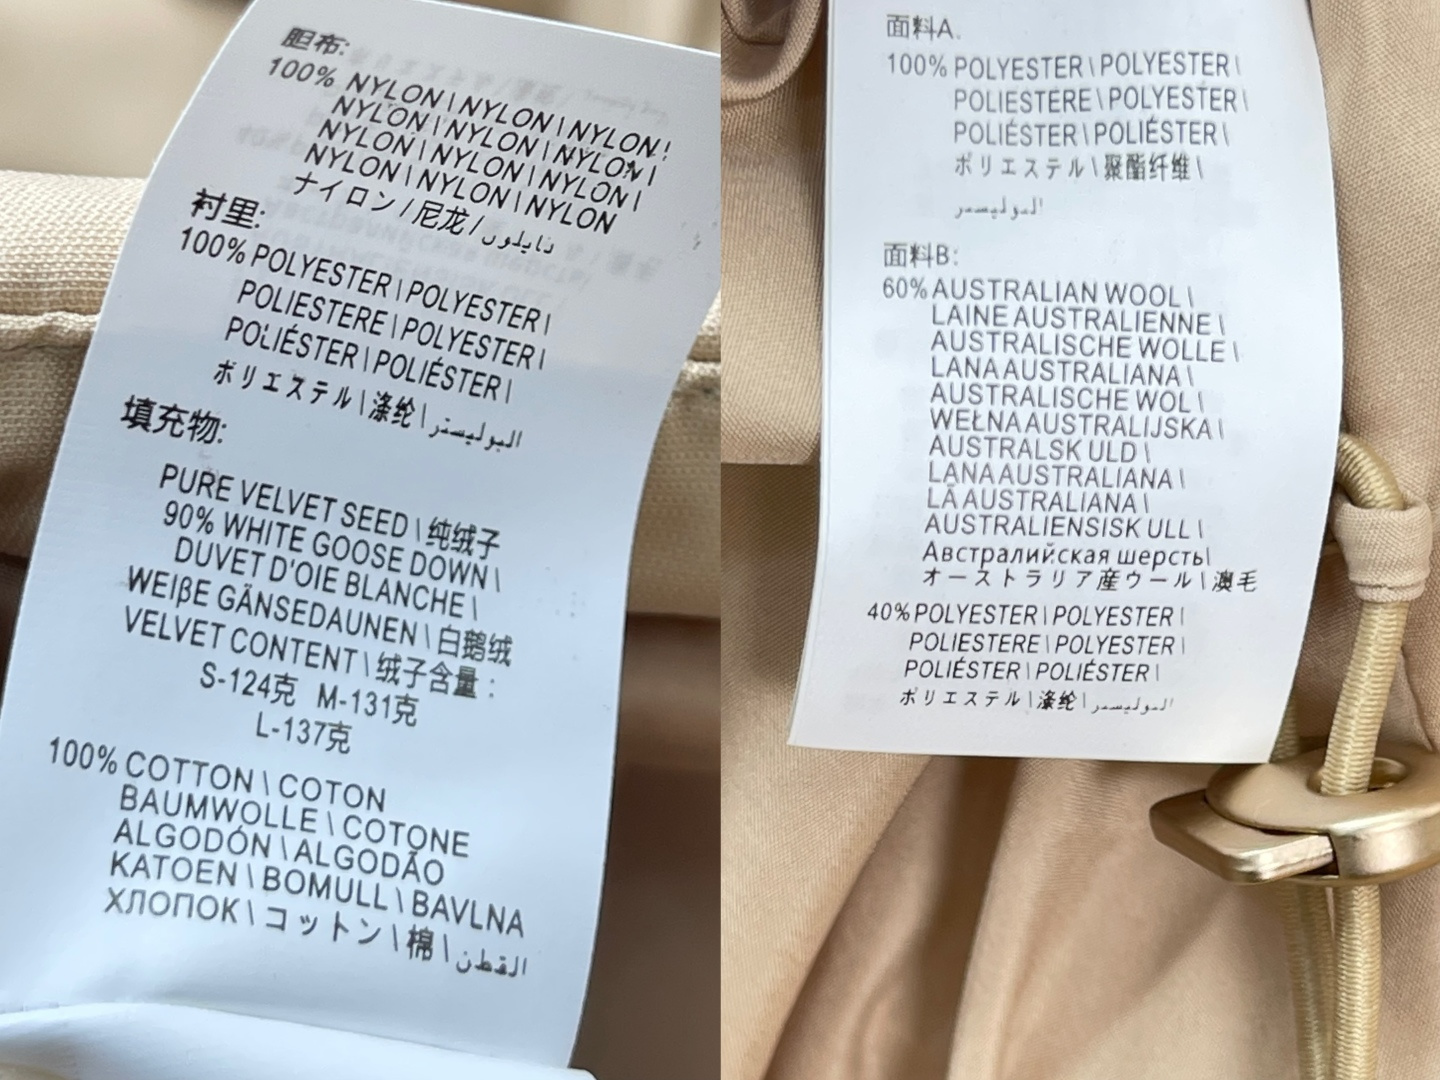 胆布:
100% NYLON \ NYLON \ NYLON \
NYLON \ NYLON \ NYLON \
NYLON \ NYLON \ NYLON \
NYLON \ NYLON \ NYLON
ナイロン / 尼龙 / نايلون
衬里:
100% POLYESTER \ POLYESTER \
POLIESTERE \ POLYESTER \
POLIÉSTER \ POLIÉSTER \
ポリエステル \ 涤纶 \ البوليستر
填充物:
PURE VELVET SEED \ 纯绒子
90% WHITE GOOSE DOWN \
DUVET D'OIE BLANCHE \
WEIβE GÄNSEDAUNEN \ 白鹅绒
VELVET CONTENT \ 绒子含量:
S-124克 M-131克
L-137克
100% COTTON \ COTON
BAUMWOLLE \ COTONE
ALGODÓN \ ALGODÃO
KATOEN \ BOMULL \ BAVLNA
ХЛОПОК \ コットン \ 棉 \ القطن
面料A.
100% POLYESTER \ POLYESTER \
POLIESTERE \ POLYESTER \
POLIÉSTER \ POLIÉSTER \
ポリエステル \ 聚酯纤维 \
البوليستر
面料B:
60% AUSTRALIAN WOOL \
LAINE AUSTRALIENNE \
AUSTRALISCHE WOLLE \
LANA AUSTRALIANA \
AUSTRALISCHE WOL \
WEŁNA AUSTRALIJSKA \
AUSTRALSK ULD \
LANA AUSTRALIANA \
LÃ AUSTRALIANA \
AUSTRALIENSISK ULL \
Австралийская шерсть \
オーストラリア産ウール \ 澳毛
40% POLYESTER \ POLYESTER \
POLIESTERE \ POLYESTER \
POLIÉSTER \ POLIÉSTER \
ポリエステル \ 涤纶 \ البوليستر